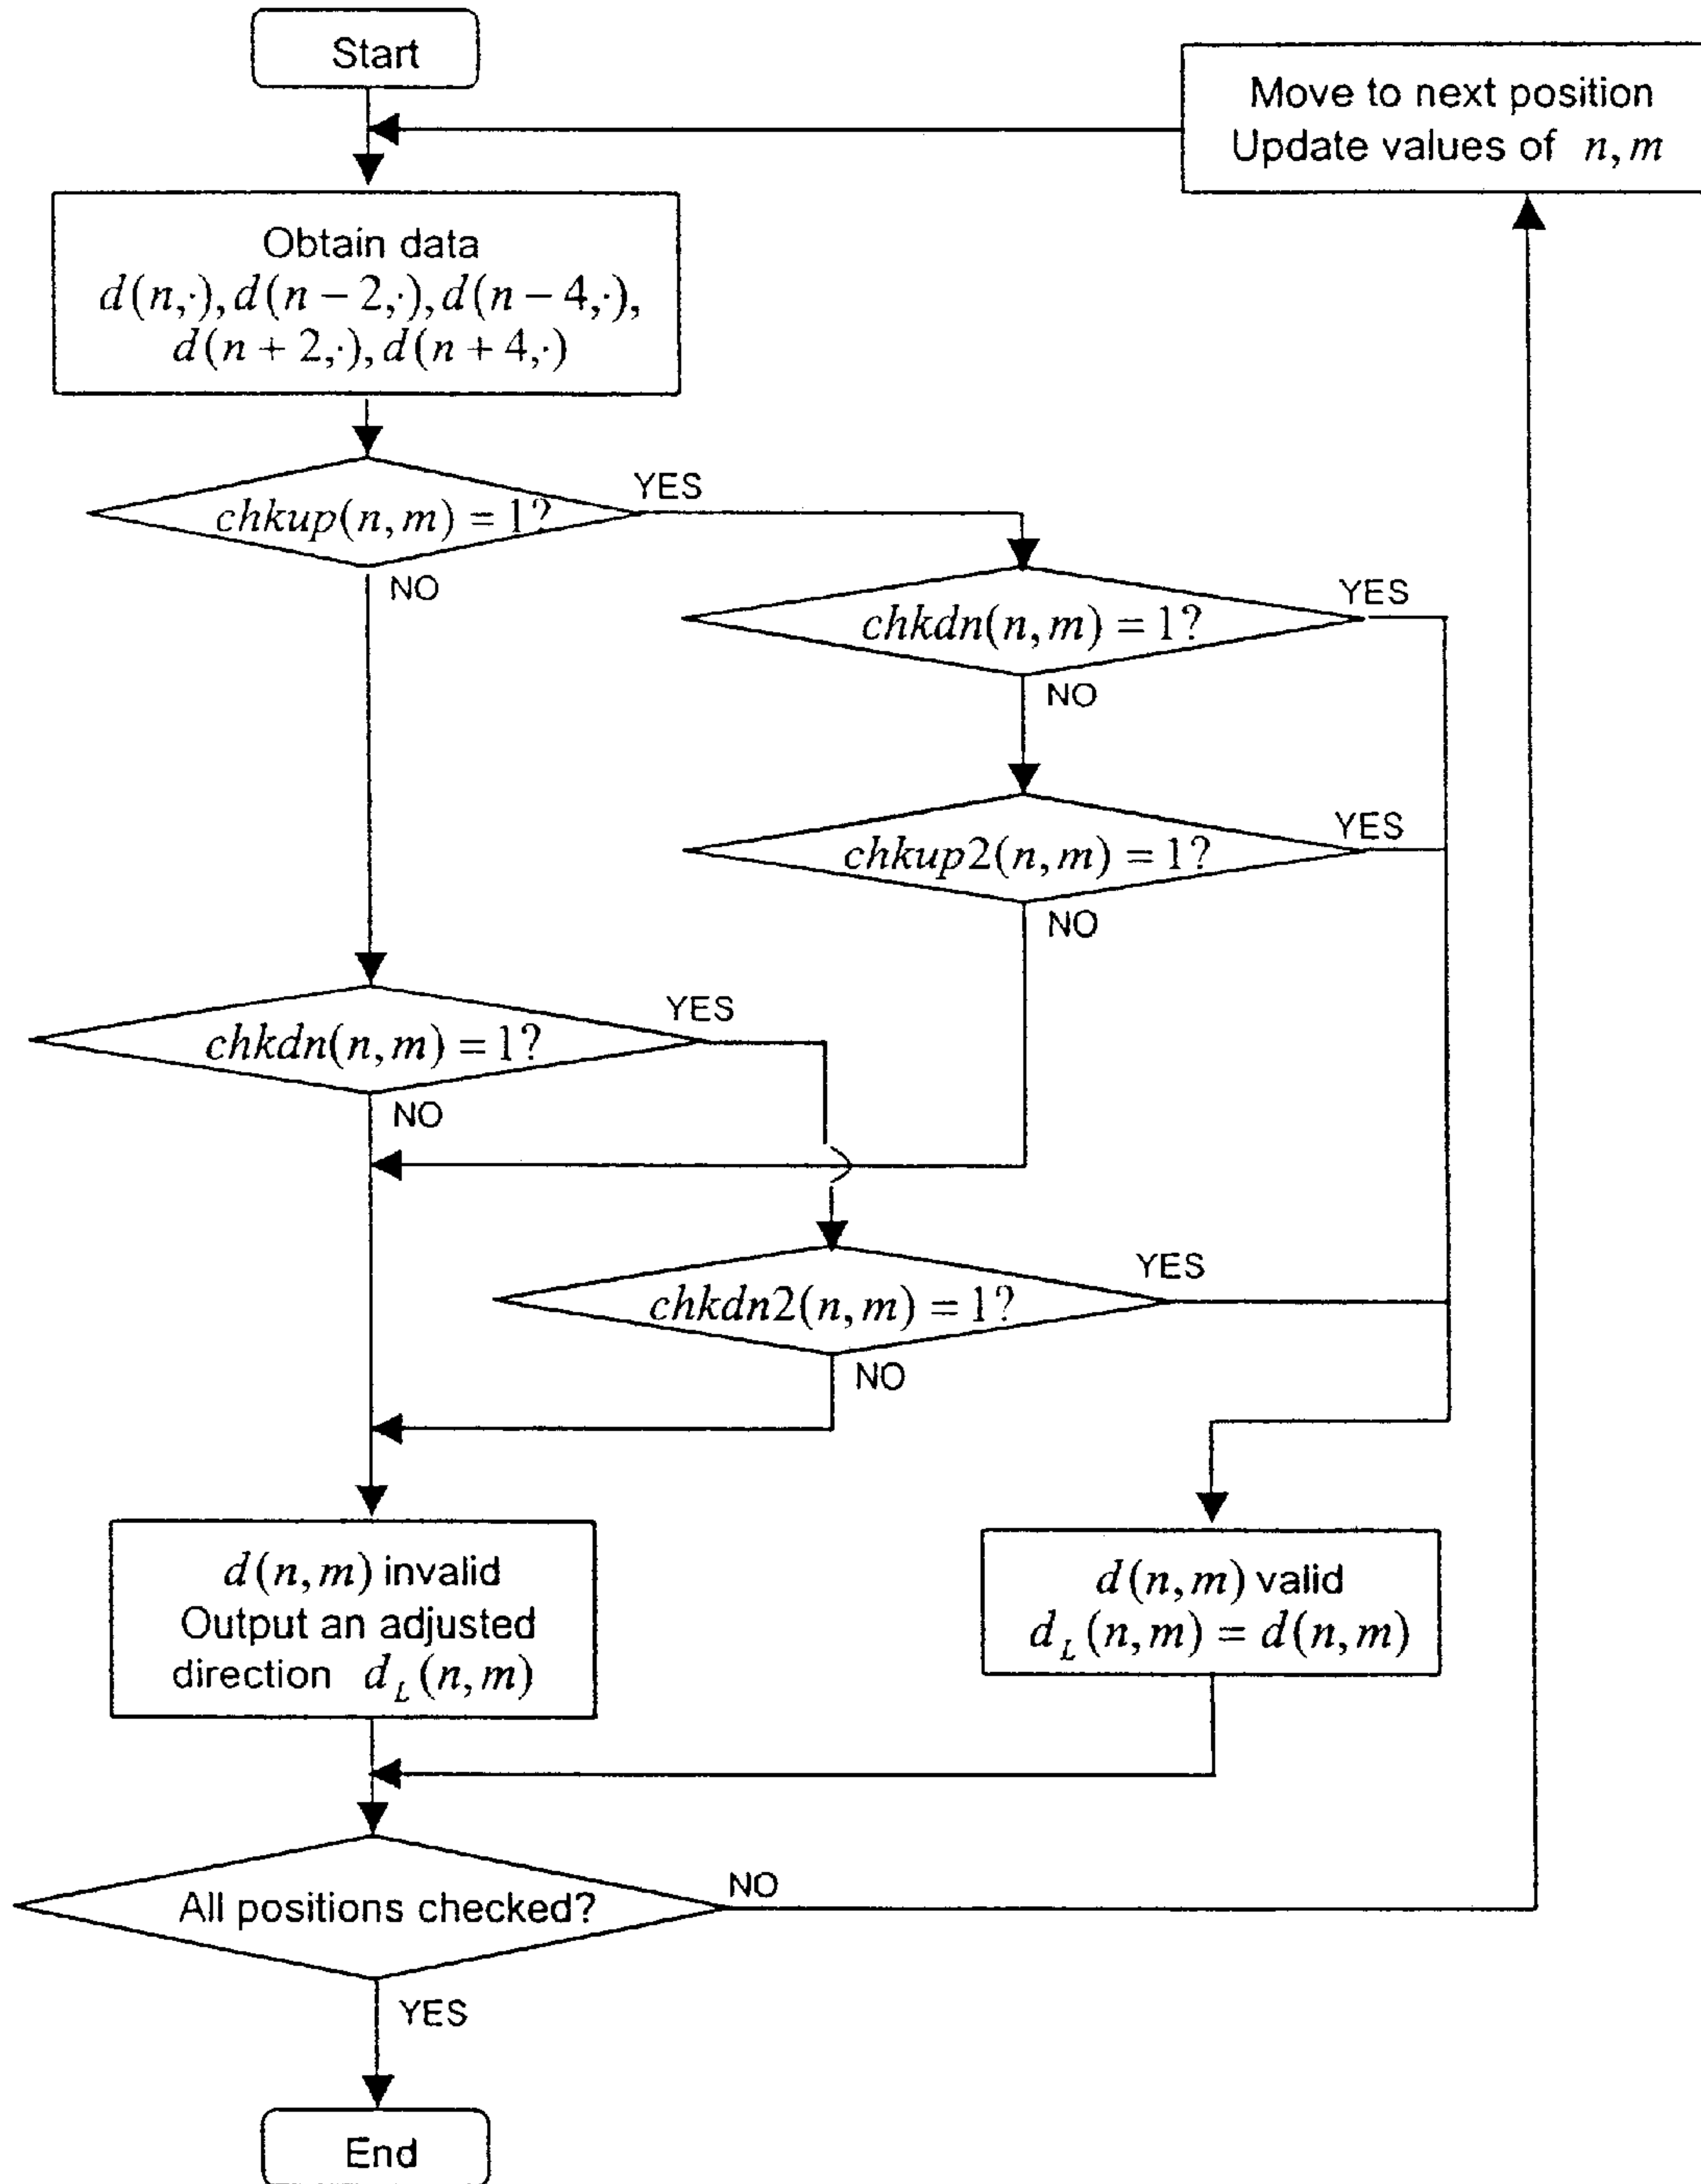 Start
Move to next position
Update values of n, m
Obtain data
d(n,·), d(n − 2,·), d(n − 4,·),
d(n + 2,·), d(n + 4,·)
chkup(n, m) = 1?
YES
NO
chkdn(n, m) = 1?
YES
NO
chkup2(n, m) = 1?
YES
NO
chkdn(n, m) = 1?
YES
NO
chkdn2(n, m) = 1?
YES
NO
d(n, m) invalid
Output an adjusted
direction d_L(n, m)
d(n, m) valid
d_L(n, m) = d(n, m)
All positions checked?
NO
YES
End